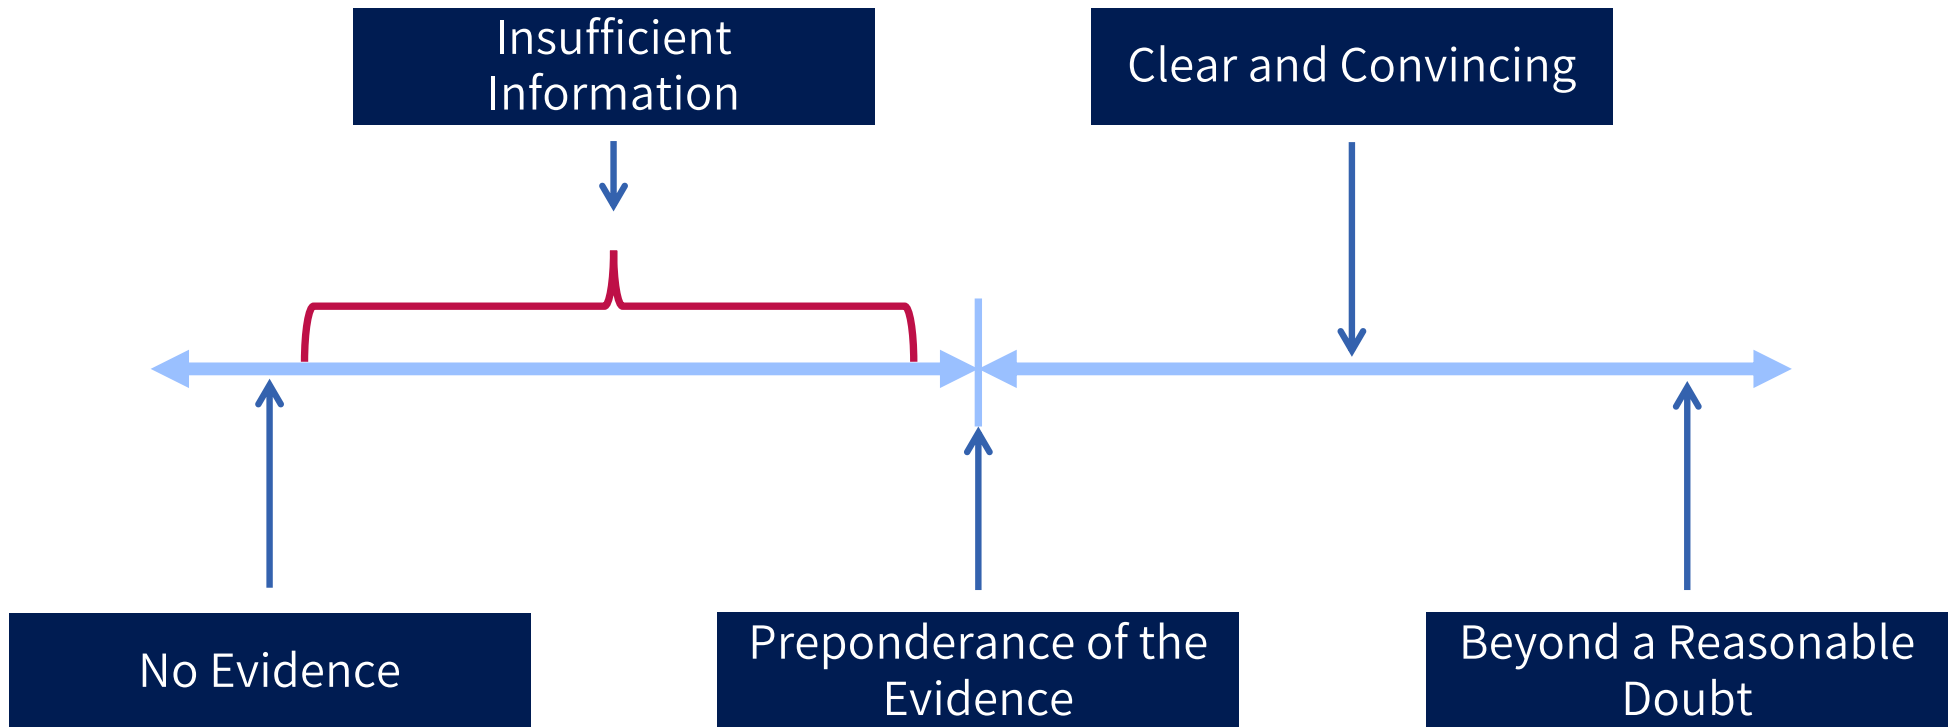 Insufficient
Information
Clear and Convincing
No Evidence
Preponderance of the
Evidence
Beyond a Reasonable
Doubt